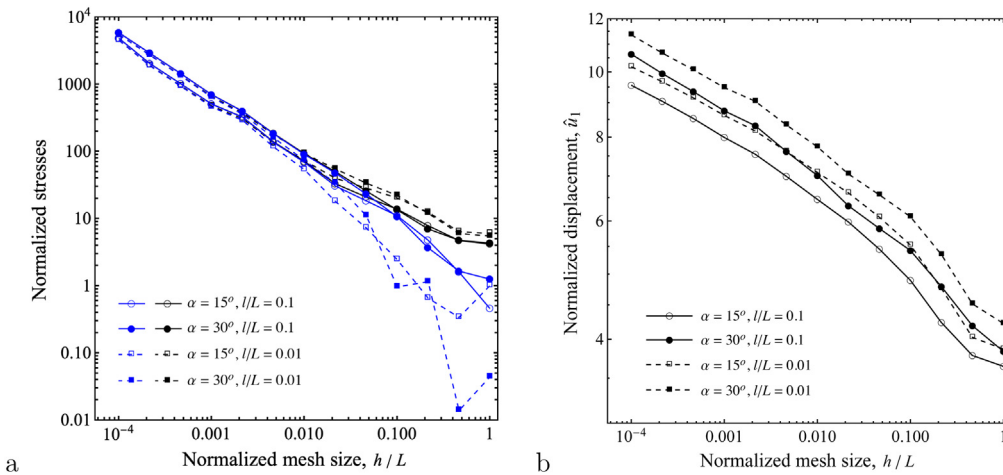 10⁴
1000
100
10
1
0.10
0.01
Normalized stresses
α = 15°, l/L = 0.1
α = 30°, l/L = 0.1
α = 15°, l/L = 0.01
α = 30°, l/L = 0.01
10⁻⁴ 0.001 0.010 0.100 1
Normalized mesh size, h / L
a
12
10
8
6
4
Normalized displacement, û₁
α = 15°, l/L = 0.1
α = 30°, l/L = 0.1
α = 15°, l/L = 0.01
α = 30°, l/L = 0.01
10⁻⁴ 0.001 0.010 0.100 1
Normalized mesh size, h / L
b